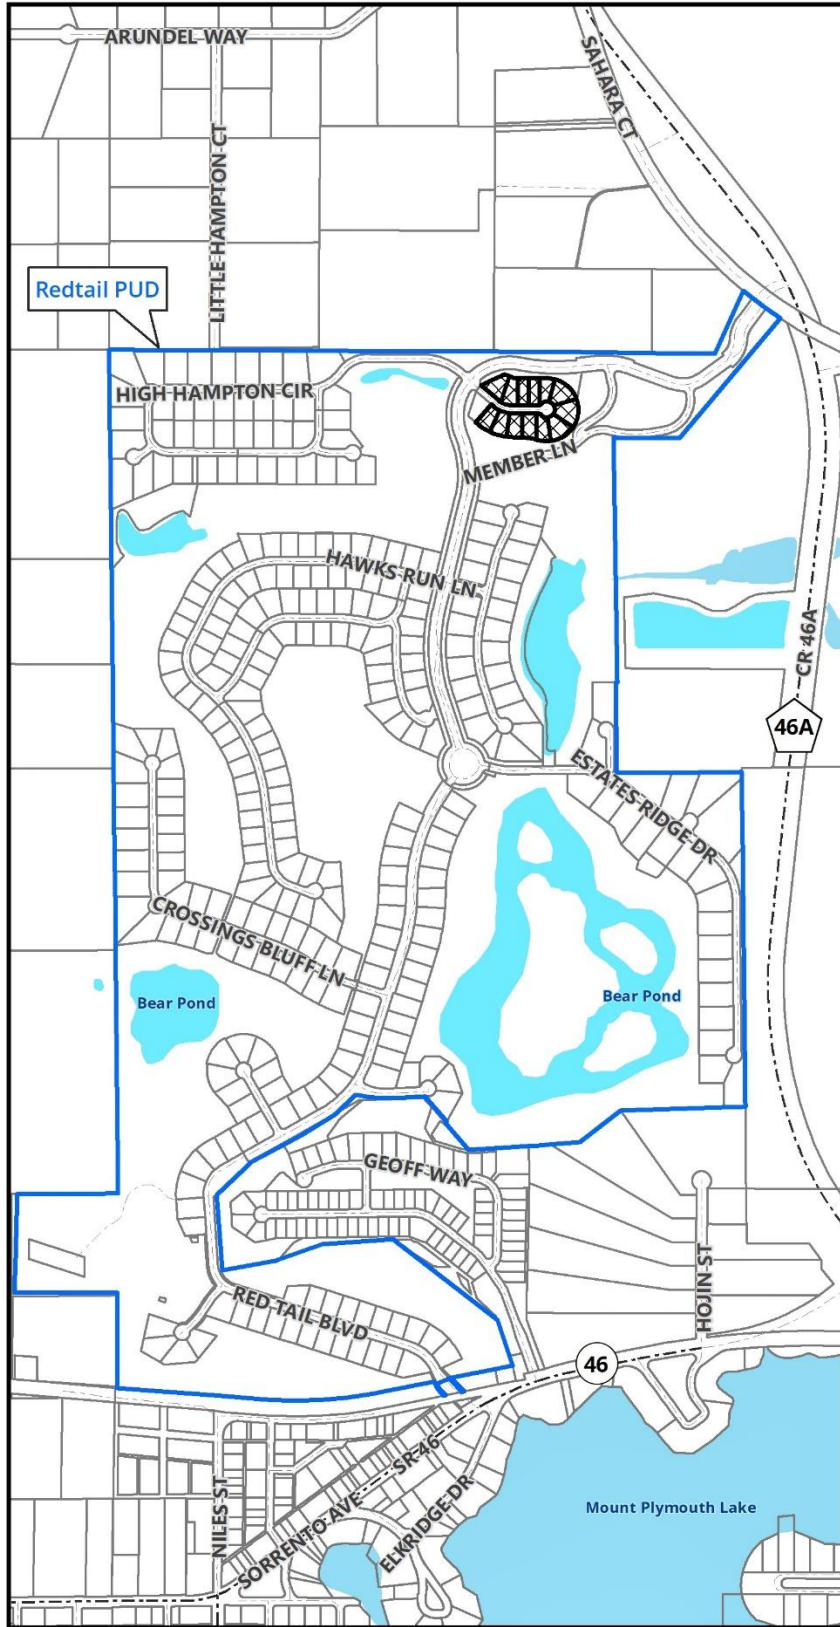 ARUNDEL WAY
SAHARA CT
LITTLE HAMPTON CT
Redtail PUD
HIGH HAMPTON CIR
MEMBER LN
HAWKS RUN LN
CR 46A
46A
ESTATES RIDGE DR
CROSSINGS BLUFF LN
Bear Pond
Bear Pond
GEOFF WAY
HOJIN ST
RED TAIL BLVD
46
SR 46
NILES ST
SORRENTO AVE
ELKRIDGE DR
Mount Plymouth Lake